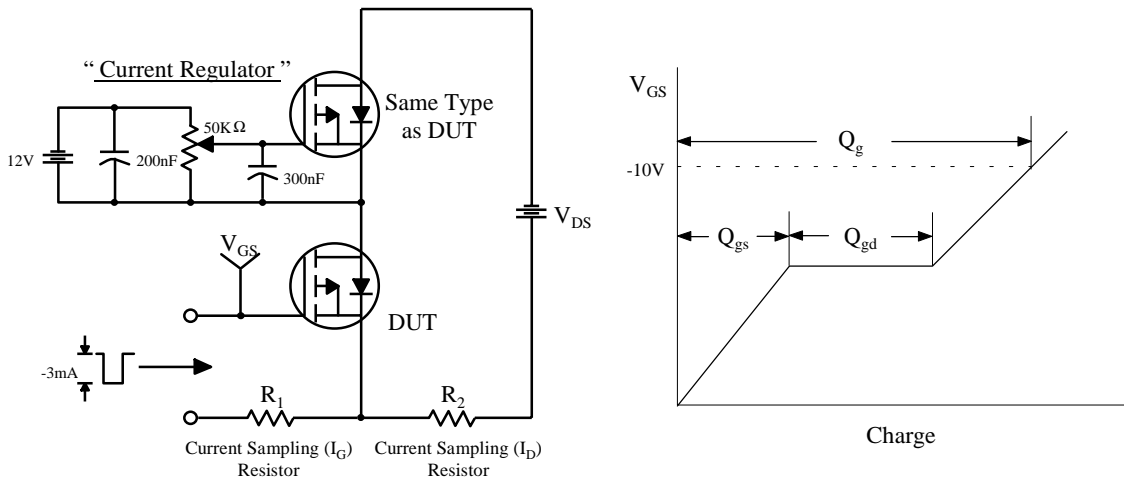 “ Current Regulator ”
Same Type
as DUT
50KΩ
12V
200nF
300nF
V_DS
V_GS
DUT
-3mA
R_1
R_2
Current Sampling (I_G)
Resistor
Current Sampling (I_D)
Resistor
V_GS
Q_g
-10V
Q_gs
Q_gd
Charge